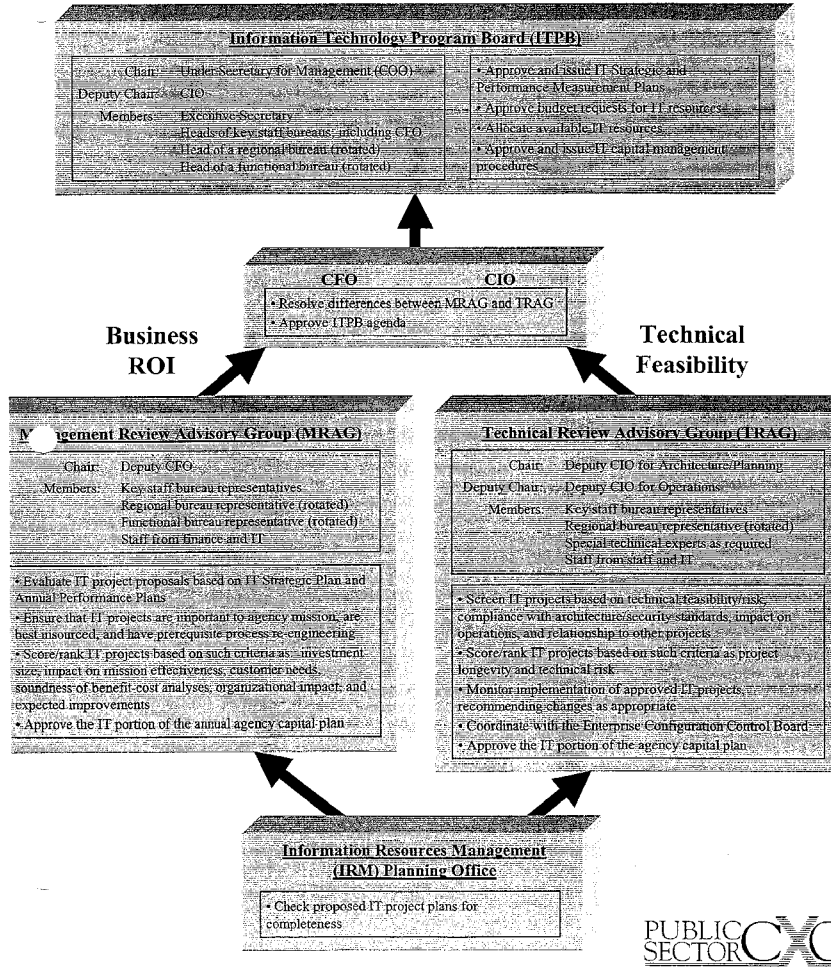 Information Technology Program Board (ITPB)
Chair: Under Secretary for Management (COO)
Deputy Chair: CIO
Members: Executive Secretary
Heads of key staff bureaus, including CFO
Head of a regional bureau (rotated)
Head of a functional bureau (rotated)
• Approve and issue IT Strategic and
Performance Measurement Plans
• Approve budget requests for IT resources
• Allocate available IT resources
• Approve and issue IT capital management
procedures
CFO CIO
• Resolve differences between MRAG and TRAG
• Approve ITPB agenda
Business
ROI
Technical
Feasibility
Management Review Advisory Group (MRAG)
Chair: Deputy CFO
Members: Key staff bureau representatives
Regional bureau representative (rotated)
Functional bureau representative (rotated)
Staff from finance and IT
• Evaluate IT project proposals based on IT Strategic Plan and
Annual Performance Plans
• Ensure that IT projects are important to agency mission, are
best insourced, and have prerequisite process re-engineering
• Score/rank IT projects based on such criteria as investment
size, impact on mission effectiveness, customer needs,
soundness of benefit-cost analyses, organizational impact, and
expected improvements
• Approve the IT portion of the annual agency capital plan
Technical Review Advisory Group (TRAG)
Chair: Deputy CIO for Architecture/Planning
Deputy Chair: Deputy CIO for Operations
Members: Key staff bureau representatives
Regional bureau representative (rotated)
Special technical experts as required
Staff from staff and IT
• Screen IT projects based on technical feasibility/risk,
compliance with architecture/security standards, impact on
operations, and relationship to other projects
• Score/rank IT projects based on such criteria as project
longevity and technical risk
• Monitor implementation of approved IT projects,
recommending changes as appropriate
• Coordinate with the Enterprise Configuration Control Board
• Approve the IT portion of the agency capital plan
Information Resources Management
(IRM) Planning Office
• Check proposed IT project plans for
completeness
PUBLIC
SECTOR CXC